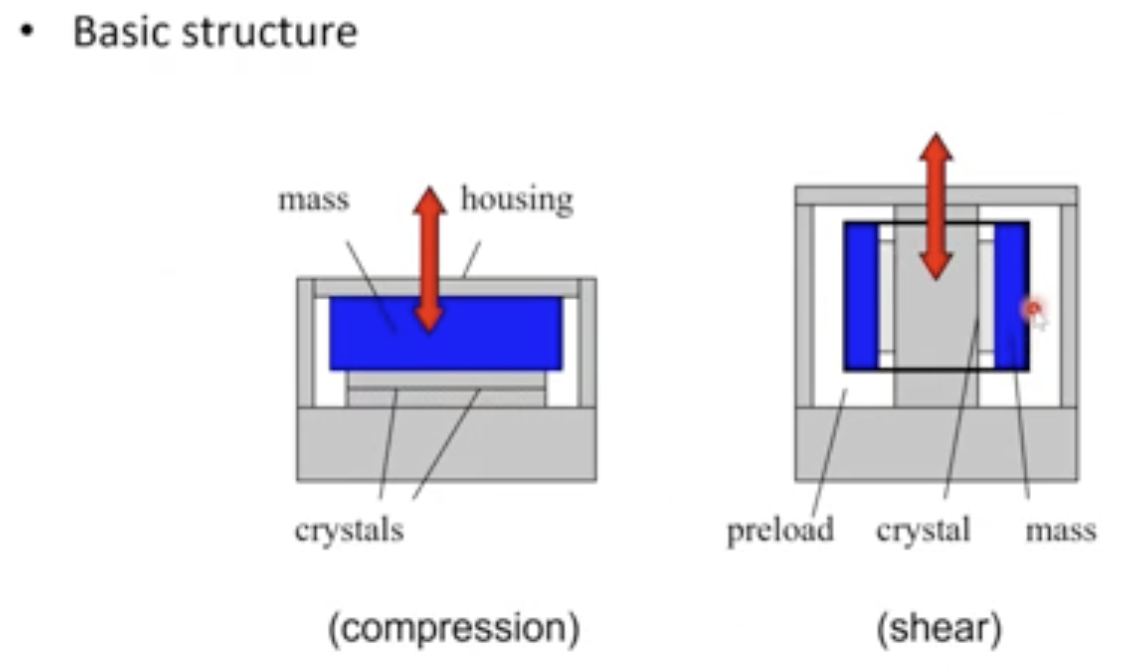 • Basic structure
mass housing
crystals
preload crystal mass
(compression) (shear)